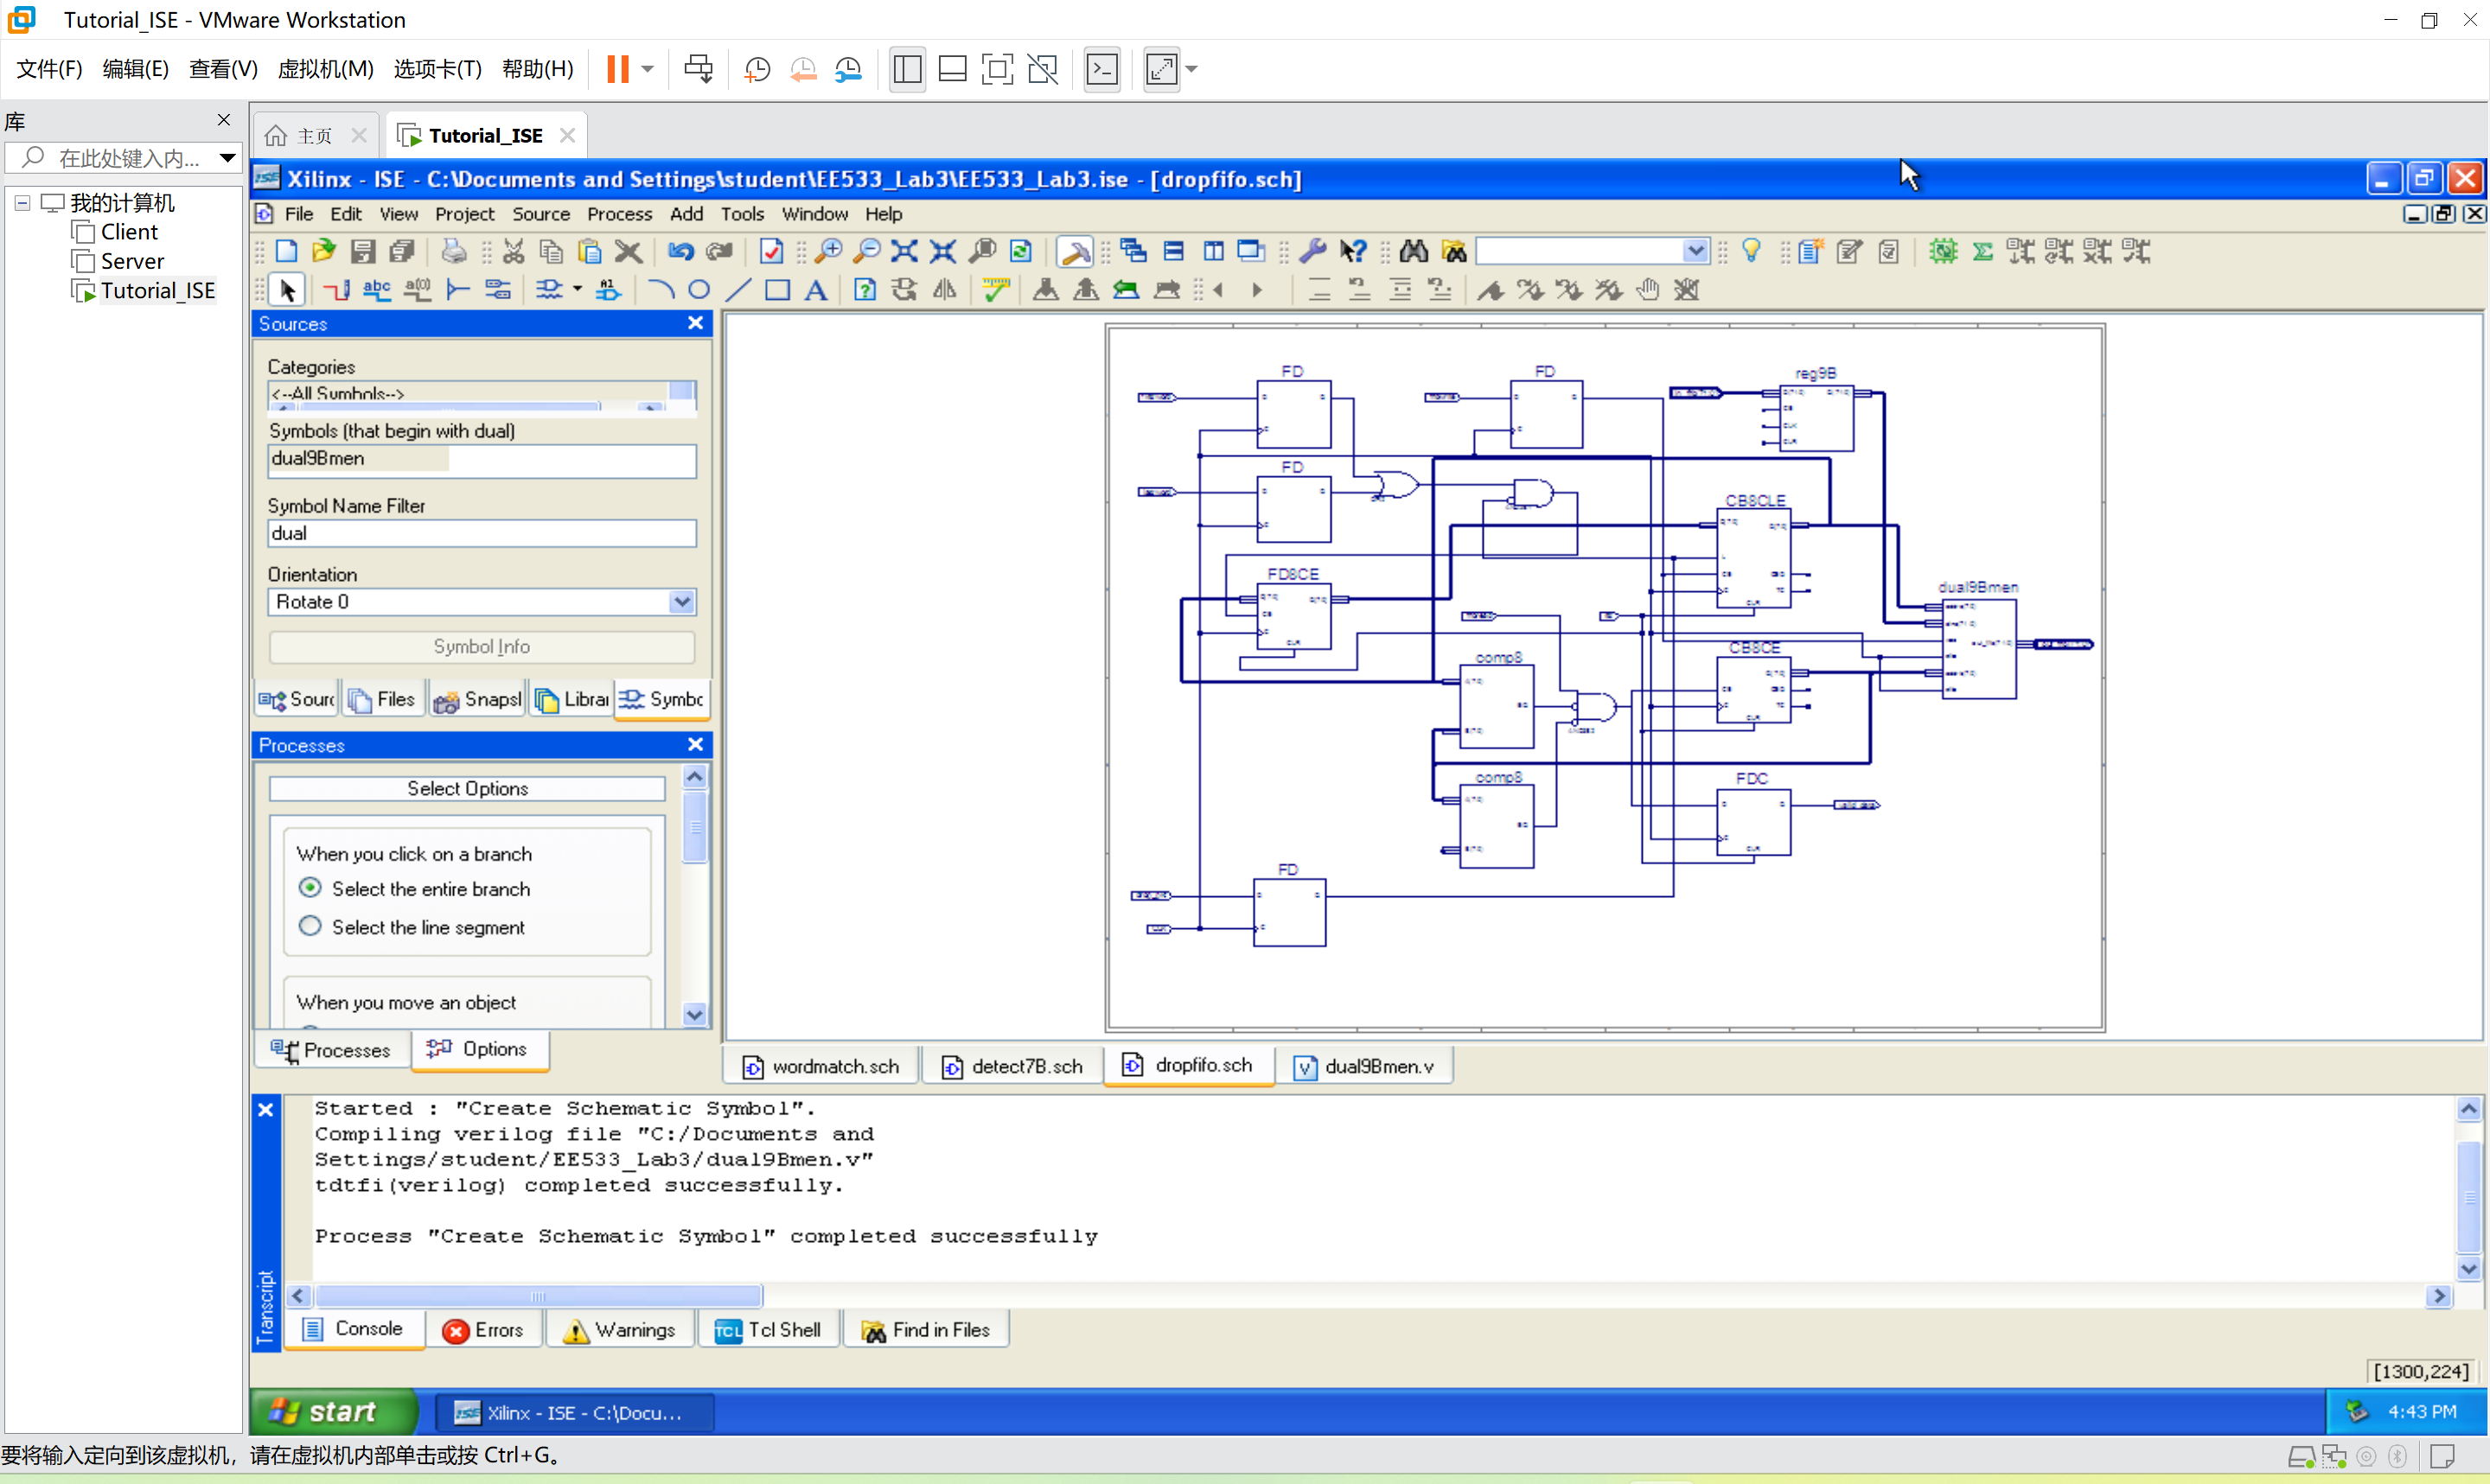 Tutorial_ISE - VMware Workstation
文件(F) 编辑(E) 查看(V) 虚拟机(M) 选项卡(T) 帮助(H)
库
在此处键入内...
我的计算机
Client
Server
Tutorial_ISE
主页
Tutorial_ISE
Xilinx - ISE - C:\Documents and Settings\student\EE533_Lab3\EE533_Lab3.ise - [dropfifo.sch]
File Edit View Project Source Process Add Tools Window Help
Sources
Categories
<--All Symbols-->
Symbols (that begin with dual)
dual9Bmen
Symbol Name Filter
dual
Orientation
Rotate 0
Symbol Info
Sourc
Files
Snapsl
Librai
Symbc
Processes
Select Options
When you click on a branch
Select the entire branch
Select the line segment
When you move an object
Processes
Options
FD
FD
reg9B
FD
CB8CLE
FD8CE
dual9Bmen
comp8
CB8CE
comp8
FDC
FD
wordmatch.sch
detect7B.sch
dropfifo.sch
dual9Bmen.v
Started : "Create Schematic Symbol".
Compiling verilog file "C:/Documents and
Settings/student/EE533_Lab3/dual9Bmen.v"
tdtfi(verilog) completed successfully.
Process "Create Schematic Symbol" completed successfully
Transcript
Console
Errors
Warnings
Tcl Shell
Find in Files
[1300,224]
start
Xilinx - ISE - C:\Docu...
4:43 PM
要将输入定向到该虚拟机，请在虚拟机内部单击或按 Ctrl+G。